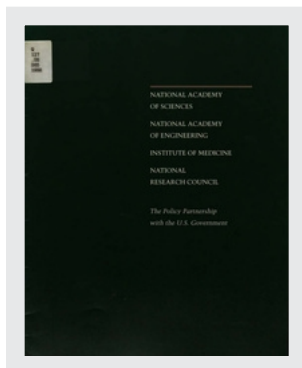 NATIONAL ACADEMY
OF SCIENCES
NATIONAL ACADEMY
OF ENGINEERING
INSTITUTE OF MEDICINE
NATIONAL
RESEARCH COUNCIL
The Policy Partnership
with the U.S. Government